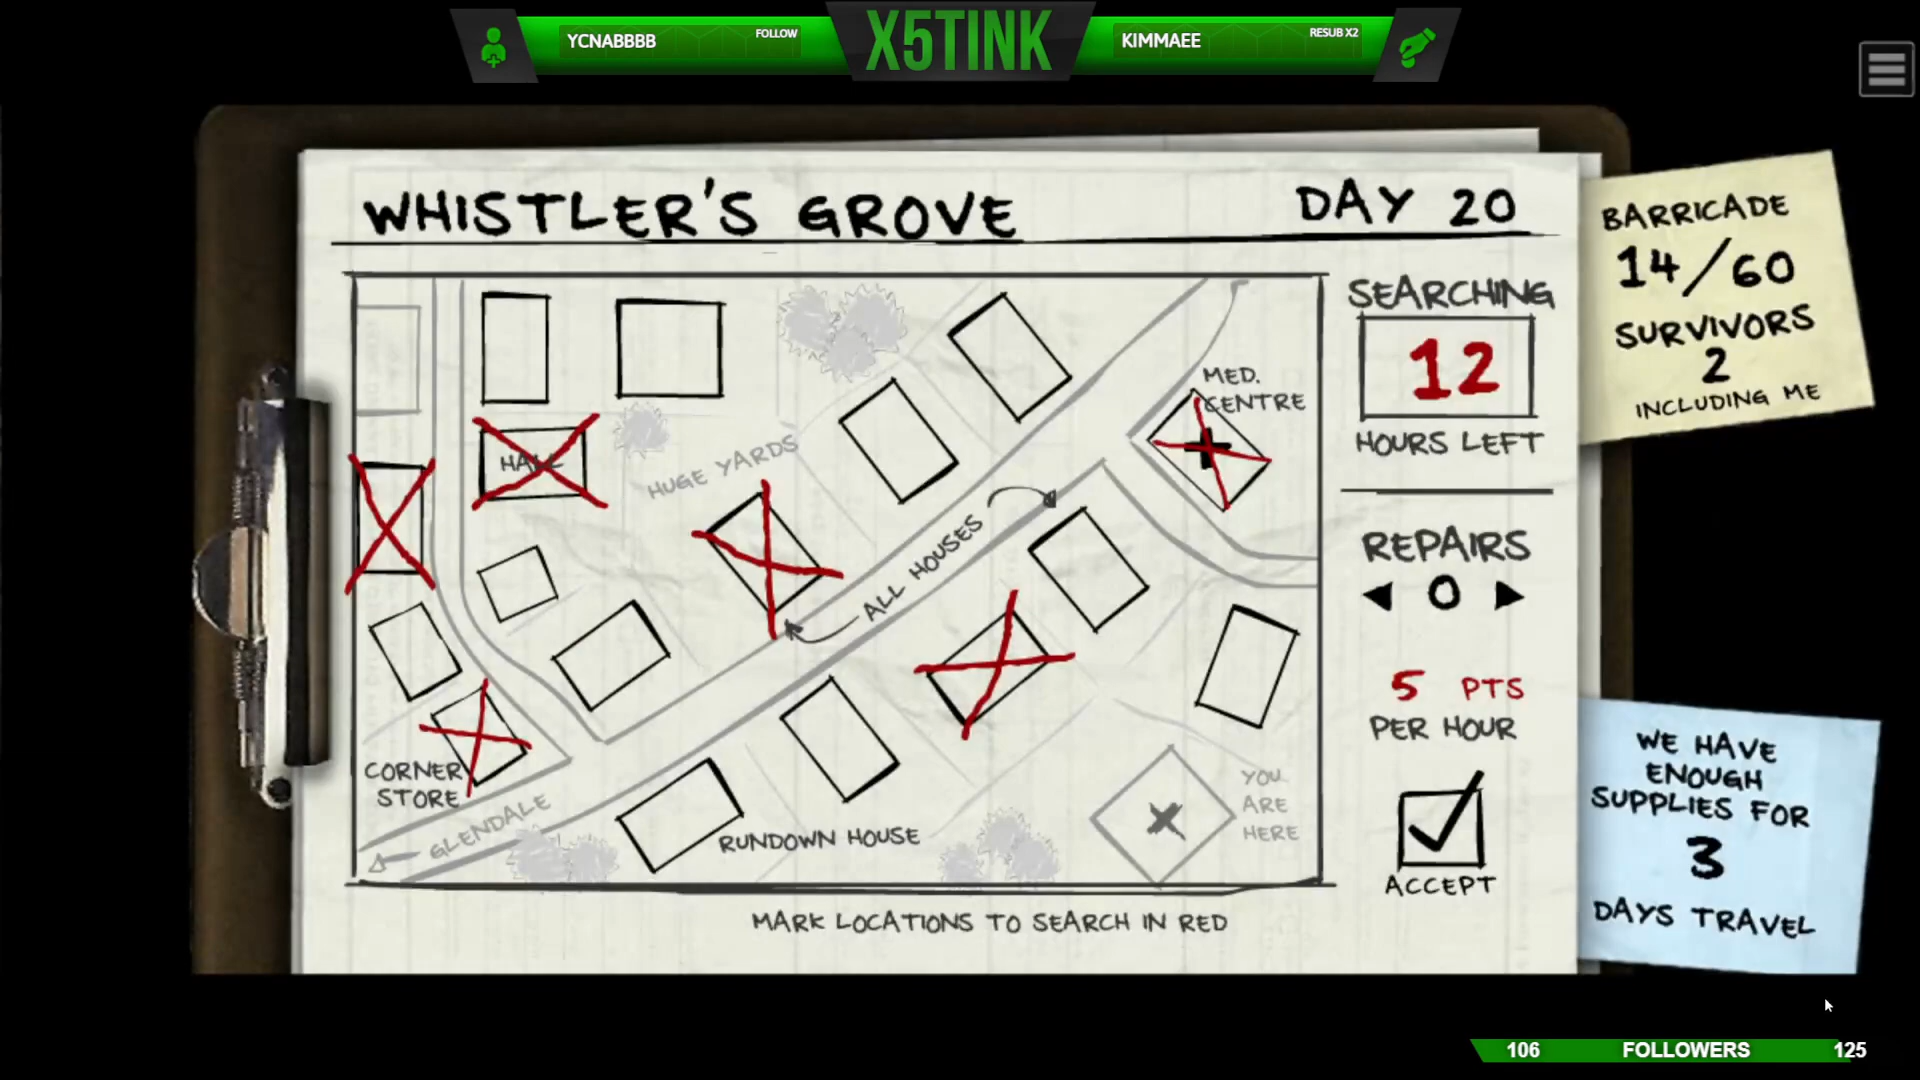 YCNABBBB
FOLLOW
X5TINK
KIMMAEE
RESUB X2
WHISTLER'S GROVE
DAY 20
BARRICADE
14/60
SURVIVORS
2
INCLUDING ME
SEARCHING
12
HOURS LEFT
MED.
CENTRE
HALL
HUGE YARDS
ALL HOUSES
REPAIRS
0
5 PTS
PER HOUR
ACCEPT
CORNER
STORE
GLENDALE
RUNDOWN HOUSE
YOU
ARE
HERE
MARK LOCATIONS TO SEARCH IN RED
WE HAVE
ENOUGH
SUPPLIES FOR
3
DAYS TRAVEL
106 FOLLOWERS 125